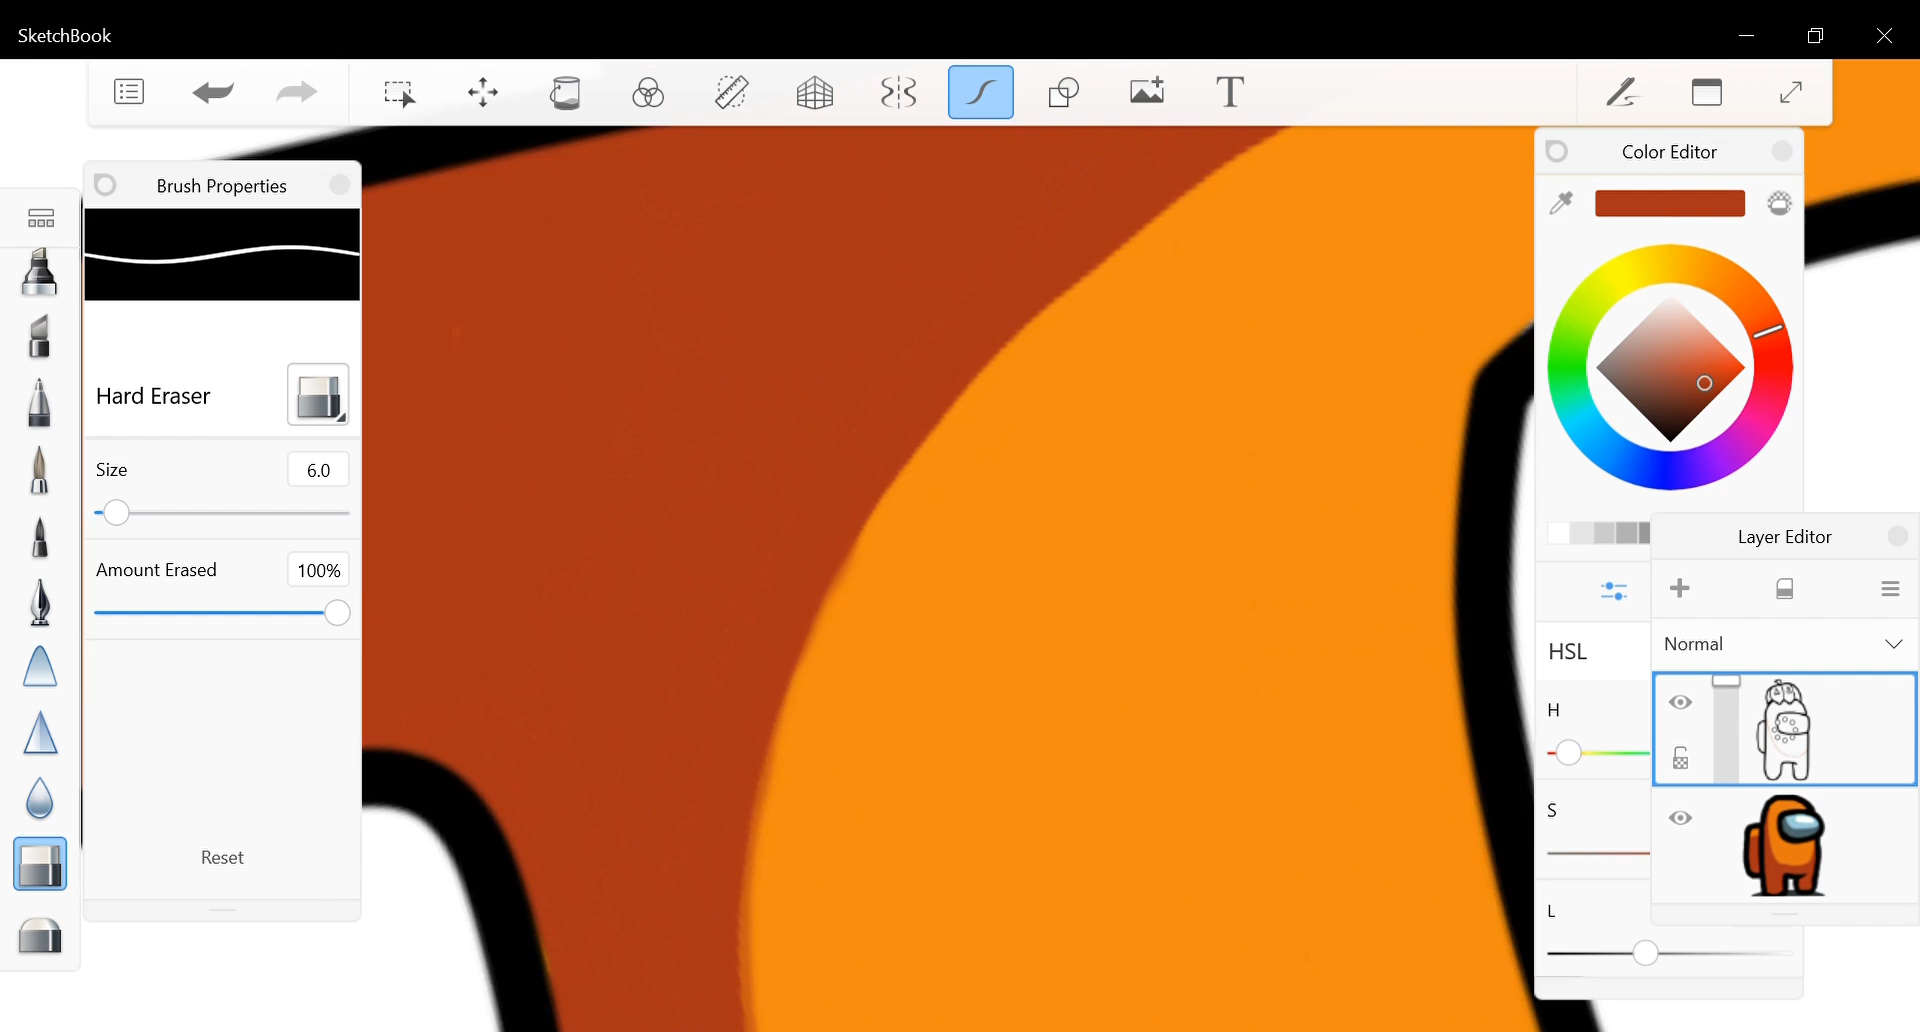 SketchBook
T
Brush Properties
Color Editor
Hard Eraser
Size
6.0
Layer Editor
Amount Erased
100%
Normal
HSL
H
S
Reset
L